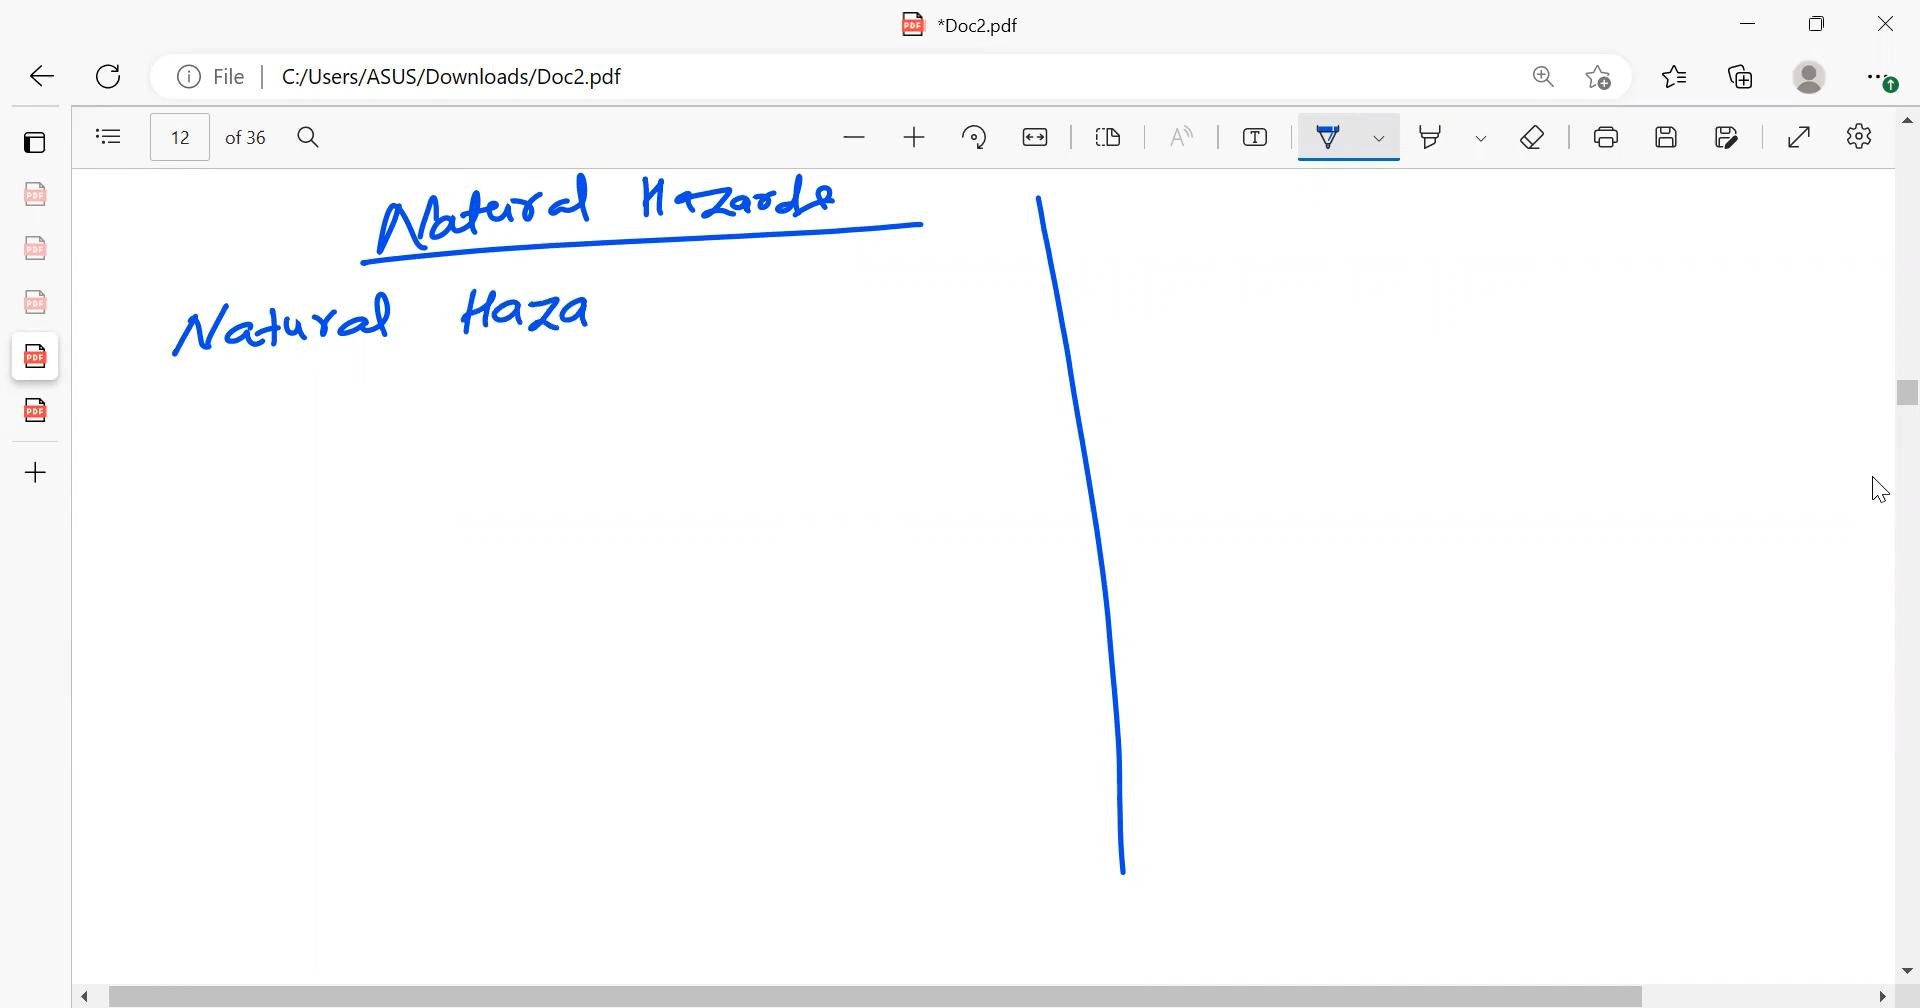 *Doc2.pdf
File C:/Users/ASUS/Downloads/Doc2.pdf
12 of 36
Natural Hazards
Natural Haza